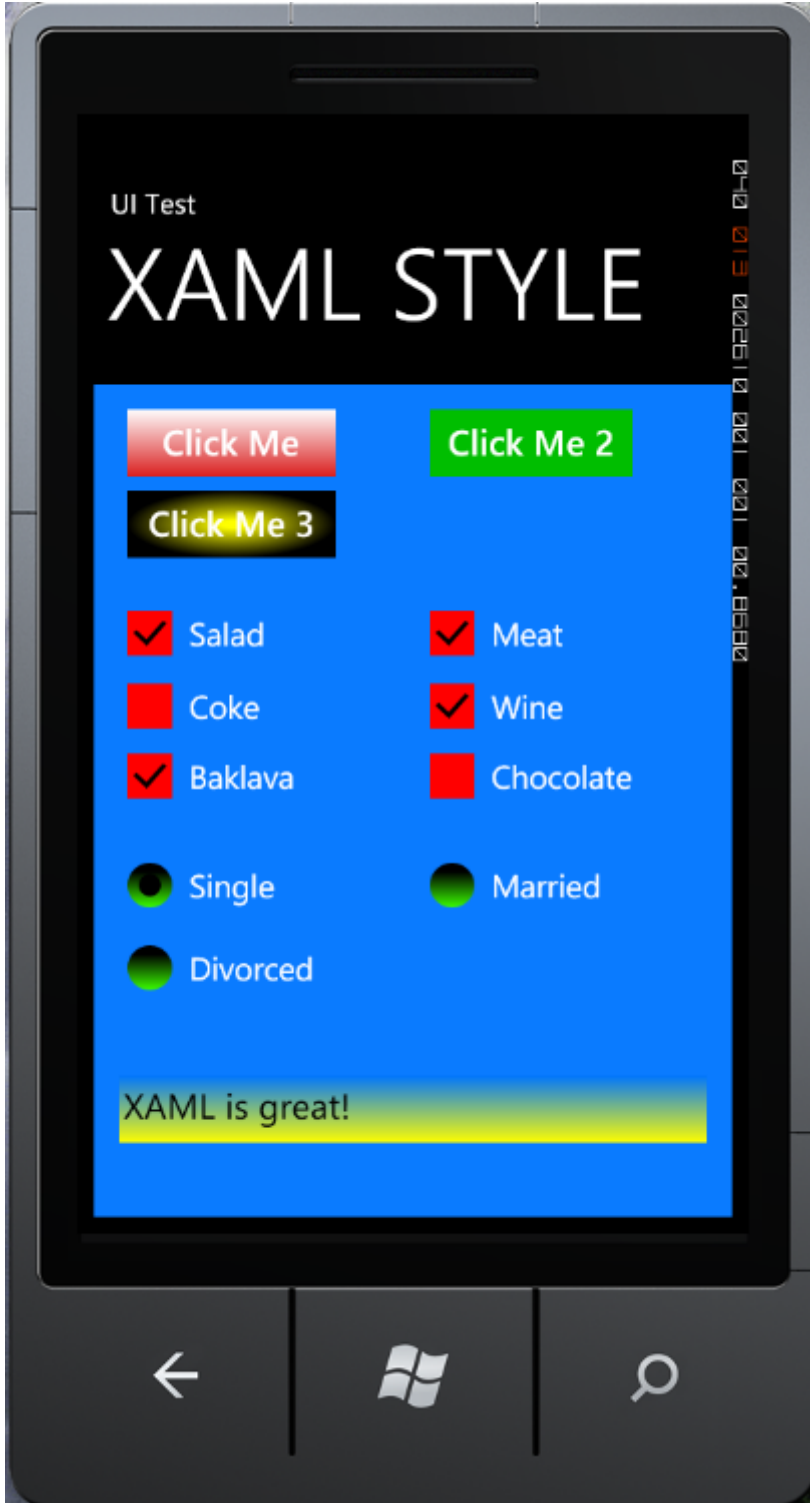 UI Test
XAML STYLE
Click Me
Click Me 2
Click Me 3
Salad
Meat
Coke
Wine
Baklava
Chocolate
Single
Married
Divorced
XAML is great!